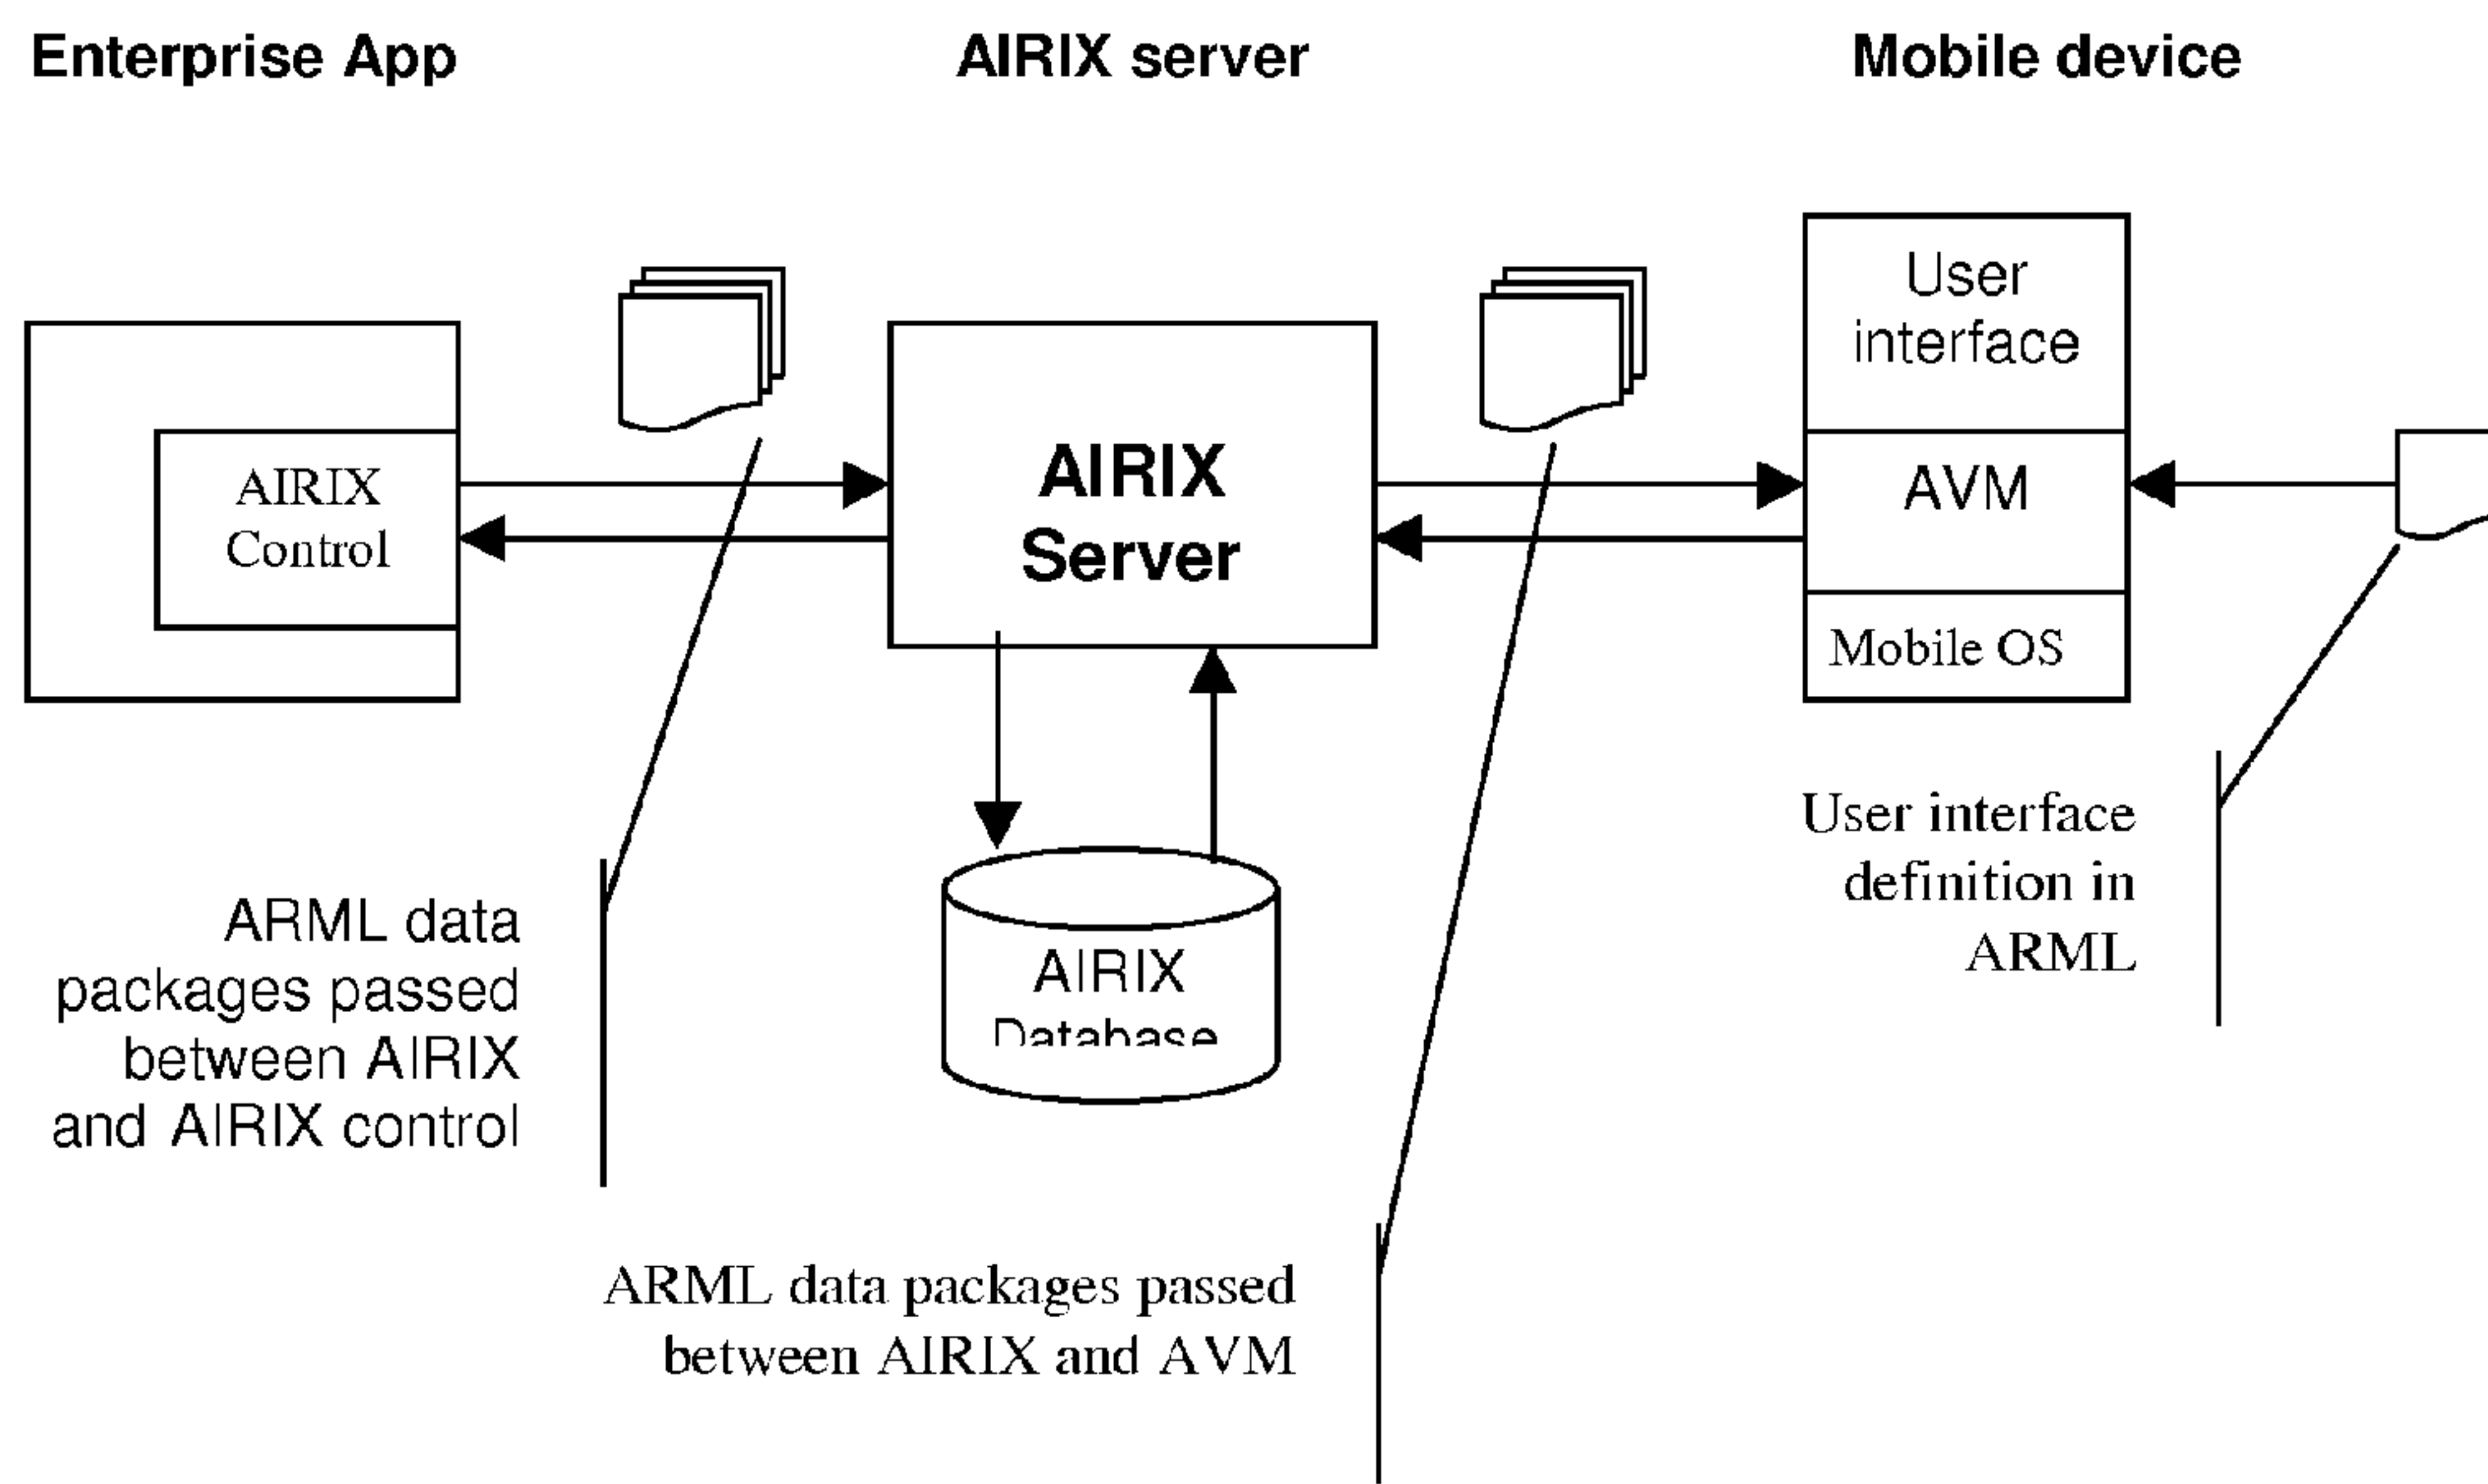 Enterprise App
AIRIX server
Mobile device
User
interface
AIRIX
Control
AIRIX
Server
AVM
Mobile OS
User interface
definition in
ARML
ARML data
packages passed
between AIRIX
and AIRIX control
AIRIX
Database
ARML data packages passed
between AIRIX and AVM